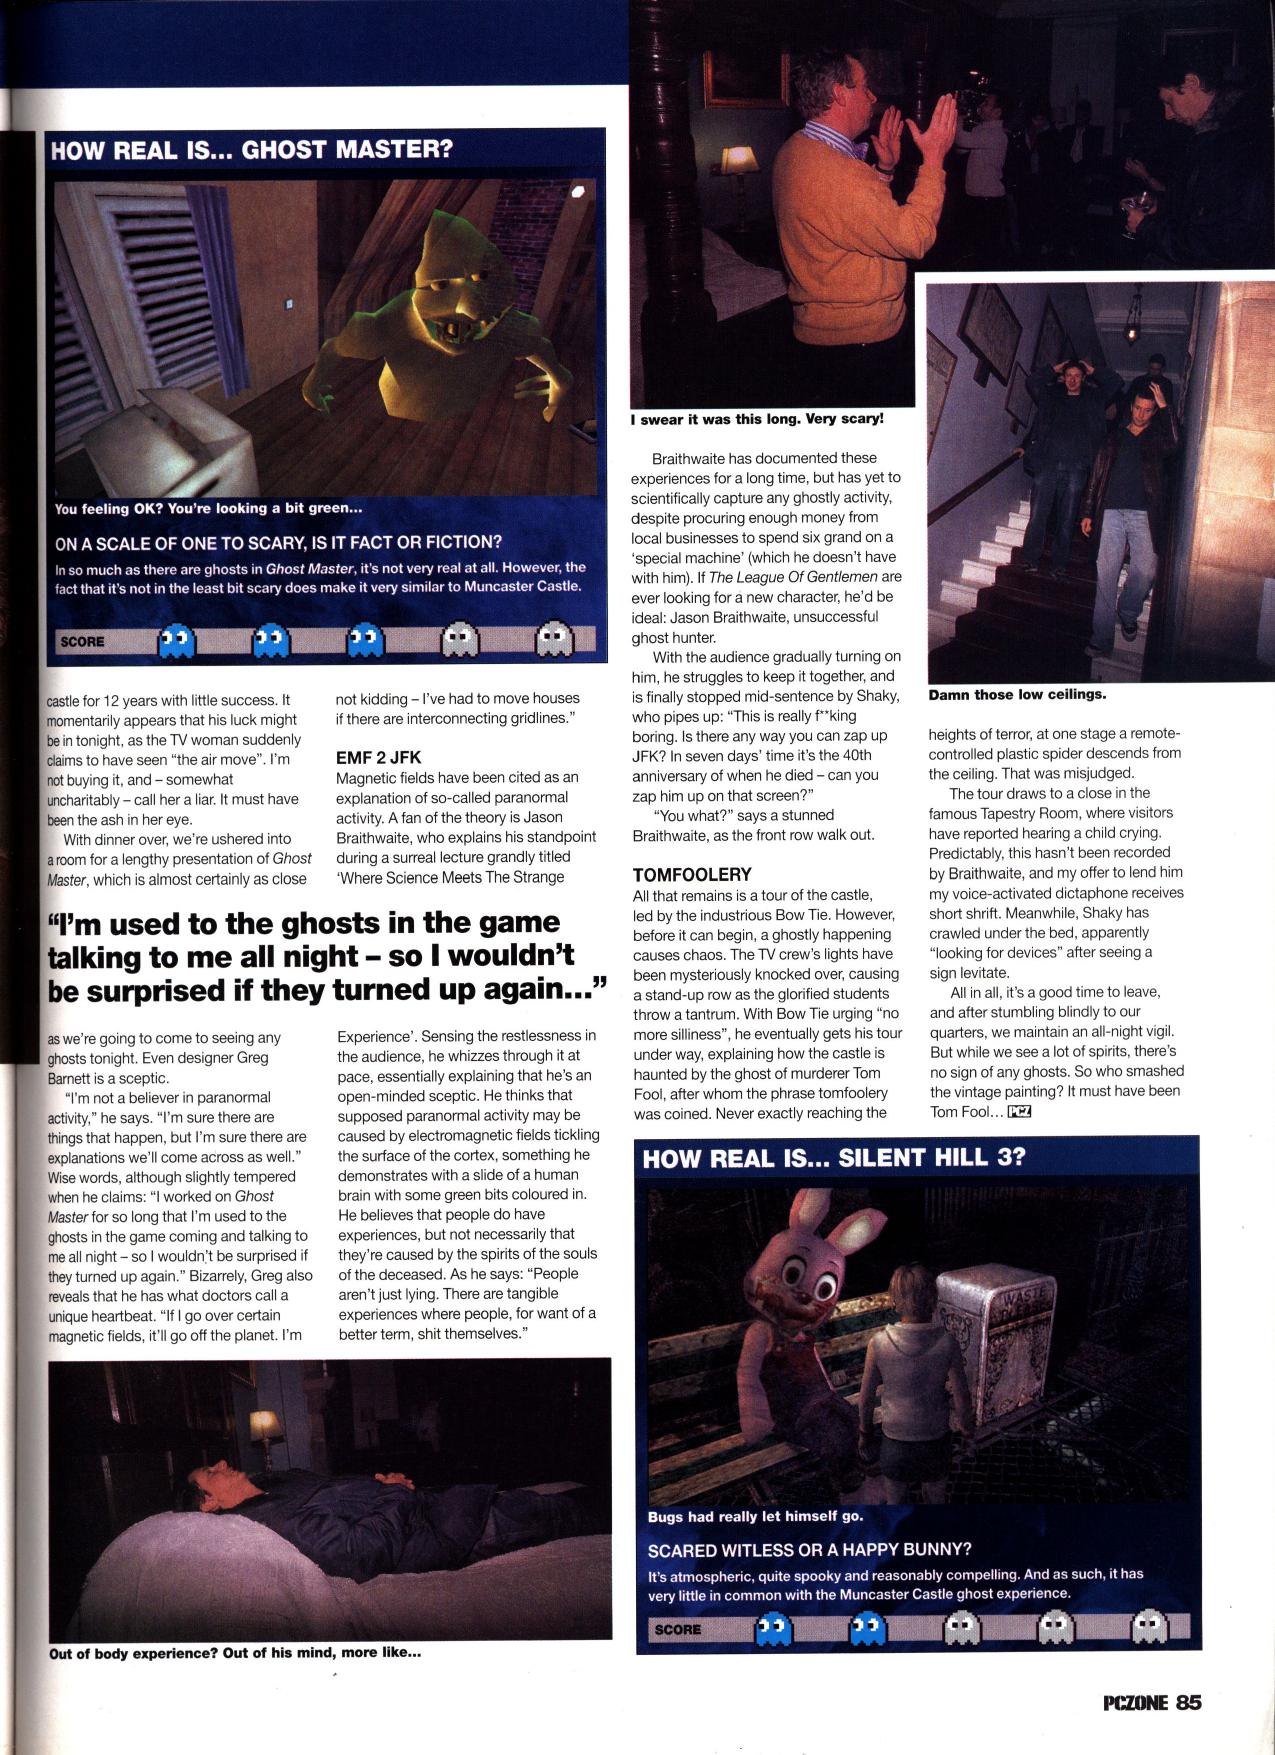 HOW REAL IS... GHOST MASTER?
You feeling OK? You're looking a bit green...
ON A SCALE OF ONE TO SCARY, IS IT FACT OR FICTION?
In so much as there are ghosts in Ghost Master, it's not very real at all. However, the
fact that it's not in the least bit scary does make it very similar to Muncaster Castle.
SCORE
castle for 12 years with little success. It
momentarily appears that his luck might
be in tonight, as the TV woman suddenly
claims to have seen “the air move”. I'm
not buying it, and – somewhat
uncharitably – call her a liar. It must have
been the ash in her eye.
With dinner over, we're ushered into
a room for a lengthy presentation of Ghost
Master, which is almost certainly as close
“I'm used to the ghosts in the game
talking to me all night – so I wouldn't
be surprised if they turned up again...”
as we're going to come to seeing any
ghosts tonight. Even designer Greg
Barnett is a sceptic.
“I'm not a believer in paranormal
activity,” he says. “I'm sure there are
things that happen, but I'm sure there are
explanations we'll come across as well.”
Wise words, although slightly tempered
when he claims: “I worked on Ghost
Master for so long that I'm used to the
ghosts in the game coming and talking to
me all night – so I wouldn't be surprised if
they turned up again.” Bizarrely, Greg also
reveals that he has what doctors call a
unique heartbeat. “If I go over certain
magnetic fields, it'll go off the planet. I'm
not kidding – I've had to move houses
if there are interconnecting gridlines.”
EMF 2 JFK
Magnetic fields have been cited as an
explanation of so-called paranormal
activity. A fan of the theory is Jason
Braithwaite, who explains his standpoint
during a surreal lecture grandly titled
‘Where Science Meets The Strange
Experience’. Sensing the restlessness in
the audience, he whizzes through it at
pace, essentially explaining that he's an
open-minded sceptic. He thinks that
supposed paranormal activity may be
caused by electromagnetic fields tickling
the surface of the cortex, something he
demonstrates with a slide of a human
brain with some green bits coloured in.
He believes that people do have
experiences, but not necessarily that
they're caused by the spirits of the souls
of the deceased. As he says: “People
aren't just lying. There are tangible
experiences where people, for want of a
better term, shit themselves.”
Out of body experience? Out of his mind, more like...
I swear it was this long. Very scary!
Braithwaite has documented these
experiences for a long time, but has yet to
scientifically capture any ghostly activity,
despite procuring enough money from
local businesses to spend six grand on a
‘special machine’ (which he doesn't have
with him). If The League Of Gentlemen are
ever looking for a new character, he'd be
ideal: Jason Braithwaite, unsuccessful
ghost hunter.
With the audience gradually turning on
him, he struggles to keep it together, and
is finally stopped mid-sentence by Shaky,
who pipes up: “This is really f**king
boring. Is there any way you can zap up
JFK? In seven days' time it's the 40th
anniversary of when he died – can you
zap him up on that screen?”
“You what?” says a stunned
Braithwaite, as the front row walk out.
TOMFOOLERY
All that remains is a tour of the castle,
led by the industrious Bow Tie. However,
before it can begin, a ghostly happening
causes chaos. The TV crew's lights have
been mysteriously knocked over, causing
a stand-up row as the glorified students
throw a tantrum. With Bow Tie urging “no
more silliness”, he eventually gets his tour
under way, explaining how the castle is
haunted by the ghost of murderer Tom
Fool, after whom the phrase tomfoolery
was coined. Never exactly reaching the
Damn those low ceilings.
heights of terror, at one stage a remote-
controlled plastic spider descends from
the ceiling. That was misjudged.
The tour draws to a close in the
famous Tapestry Room, where visitors
have reported hearing a child crying.
Predictably, this hasn't been recorded
by Braithwaite, and my offer to lend him
my voice-activated dictaphone receives
short shrift. Meanwhile, Shaky has
crawled under the bed, apparently
“looking for devices” after seeing a
sign levitate.
All in all, it's a good time to leave,
and after stumbling blindly to our
quarters, we maintain an all-night vigil.
But while we see a lot of spirits, there's
no sign of any ghosts. So who smashed
the vintage painting? It must have been
Tom Fool... PCZ
HOW REAL IS... SILENT HILL 3?
WASTE
PLEASE
Bugs had really let himself go.
SCARED WITLESS OR A HAPPY BUNNY?
It's atmospheric, quite spooky and reasonably compelling. And as such, it has
very little in common with the Muncaster Castle ghost experience.
SCORE
PCZONE 85